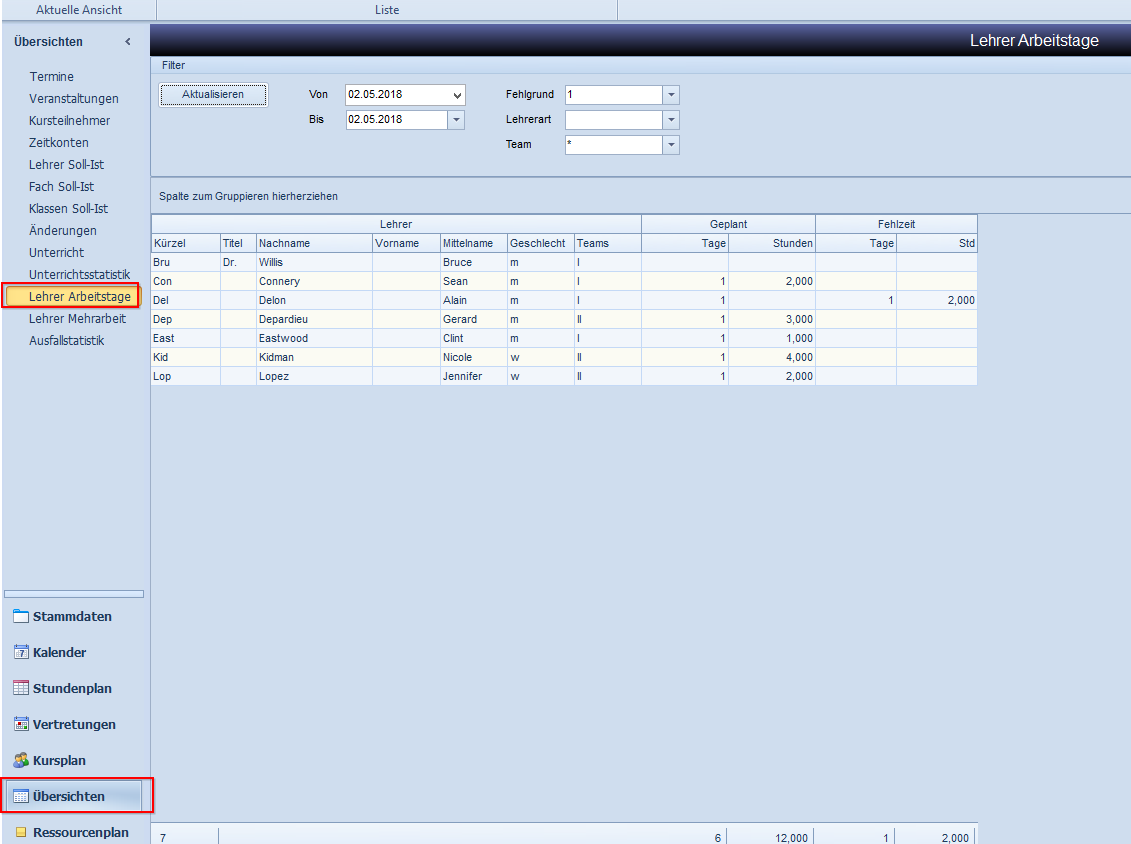 Aktuelle Ansicht Liste
Übersichten
Lehrer Arbeitstage
Filter
Aktualisieren Von 02.05.2018 Fehlgrund 1
Bis 02.05.2018 Lehrerart
Team *
Termine
Veranstaltungen
Kursteilnehmer
Zeitkonten
Lehrer Soll-Ist
Fach Soll-Ist
Klassen Soll-Ist
Änderungen
Unterricht
Unterrichtsstatistik
Lehrer Arbeitstage
Lehrer Mehrarbeit
Ausfallstatistik
Spalte zum Gruppieren hierherziehen
Lehrer Geplant Fehlzeit
Kürzel Titel Nachname Vorname Mittelname Geschlecht Teams Tage Stunden Tage Std
Bru Dr. Willis Bruce m I
Con Connery Sean m I 1 2,000
Del Delon Alain m I 1 1 2,000
Dep Depardieu Gerard m II 1 3,000
East Eastwood Clint m I 1 1,000
Kid Kidman Nicole w II 1 4,000
Lop Lopez Jennifer w II 1 2,000
Stammdaten
7 Kalender
Stundenplan
Vertretungen
Kursplan
Übersichten
Ressourcenplan
7 6 12,000 1 2,000